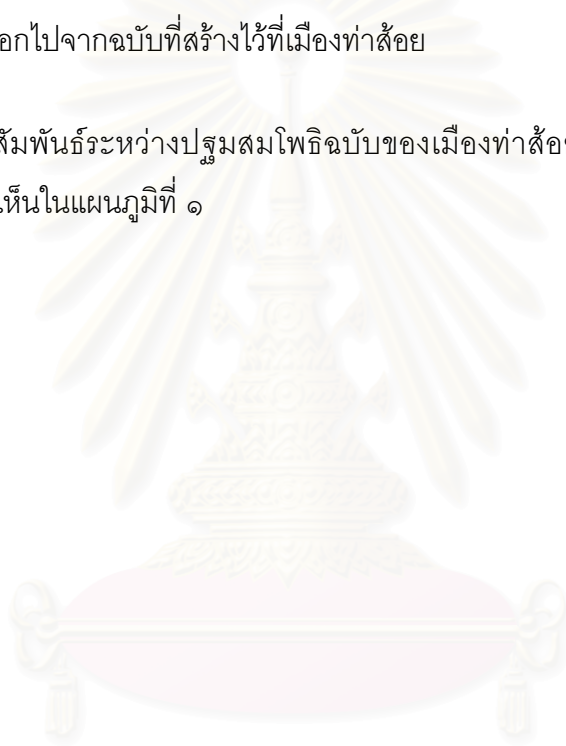 อกไปจากฉบับที่สร้างไว้ที่เมืองท่าส้อย
สัมพันธ์ระหว่างปฐมสมโพธิฉบับของเมืองท่าส้อย
เห็นในแผนภูมิที่ ๑